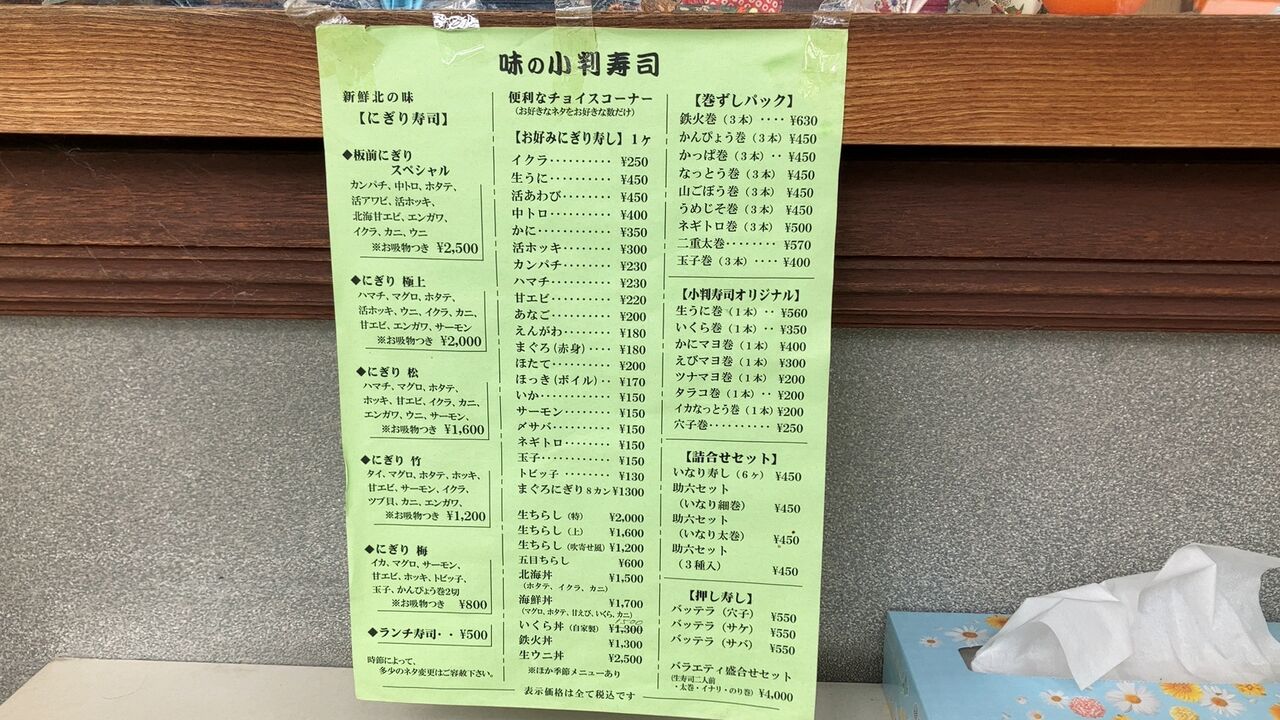 味の小判寿司
新鮮北の味
【にぎり寿司】
◆板前にぎり
スペシャル
カンパチ、中トロ、ホタテ、
活アワビ、活ホッキ、
北海甘エビ、エンガワ、
イクラ、カニ、ウニ
※お吸物つき ¥2,500
◆にぎり 極上
ハマチ、マグロ、ホタテ、
活ホッキ、ウニ、イクラ、カニ、
甘エビ、エンガワ、サーモン
※お吸物つき ¥2,000
◆にぎり 松
ハマチ、マグロ、ホタテ、
ホッキ、甘エビ、イクラ、カニ、
エンガワ、ウニ、サーモン、
※お吸物つき ¥1,600
◆にぎり 竹
タイ、マグロ、ホタテ、ホッキ、
甘エビ、サーモン、イクラ、
ツブ貝、カニ、エンガワ、
※お吸物つき ¥1,200
◆にぎり 梅
イカ、マグロ、サーモン、
甘エビ、ホッキ、トビッ子、
玉子、かんぴょう巻2切
※お吸物つき ¥800
◆ランチ寿司・・ ¥500
時節によって、
多少のネタ変更はご容赦下さい。
便利なチョイスコーナー
(お好きなネタをお好きな数だけ)
【お好みにぎり寿し】1ヶ
イクラ・・・・・・・・・・ ¥250
生うに・・・・・・・・・・ ¥450
活あわび・・・・・・・・ ¥450
中トロ・・・・・・・・・・ ¥400
かに・・・・・・・・・・・ ¥350
活ホッキ・・・・・・・・ ¥300
カンパチ・・・・・・・・ ¥230
ハマチ・・・・・・・・・・ ¥230
甘エビ・・・・・・・・・・ ¥220
あなご・・・・・・・・・・ ¥200
えんがわ・・・・・・・・ ¥180
まぐろ(赤身)・・・・ ¥180
ほたて・・・・・・・・・・ ¥200
ほっき(ボイル)・・ ¥170
いか・・・・・・・・・・・ ¥150
サーモン・・・・・・・・ ¥150
〆サバ・・・・・・・・・・ ¥150
ネギトロ・・・・・・・・ ¥150
玉子・・・・・・・・・・・ ¥150
トビッ子・・・・・・・・ ¥130
まぐろにぎり8カン¥1300
生ちらし(特) ¥2,000
生ちらし(上) ¥1,600
生ちらし(吹寄せ風)¥1,200
五目ちらし ¥600
北海丼 ¥1,500
(ホタテ、イクラ、カニ)
海鮮丼 ¥1,700
(マグロ、ホタテ、甘えび、いくら、カニ)
いくら丼(自家製) ¥1,300
鉄火丼 ¥1,300
生ウニ丼 ¥2,500
※ほか季節メニューあり
【巻ずしパック】
鉄火巻(3本)・・・・ ¥630
かんぴょう巻(3本) ¥450
かっぱ巻(3本)・・ ¥450
なっとう巻(3本) ¥450
山ごぼう巻(3本) ¥450
うめじそ巻(3本) ¥450
ネギトロ巻(3本) ¥500
二重太巻・・・・・・・・ ¥570
玉子巻(3本)・・・・ ¥400
【小判寿司オリジナル】
生うに巻(1本)・・ ¥560
いくら巻(1本)・・ ¥350
かにマヨ巻(1本) ¥400
えびマヨ巻(1本) ¥300
ツナマヨ巻(1本) ¥200
タラコ巻(1本)・・ ¥200
イカなっとう巻(1本)¥200
穴子巻・・・・・・・・・・ ¥250
【詰合せセット】
いなり寿し(6ヶ) ¥450
助六セット
(いなり細巻) ¥450
助六セット
(いなり太巻) ¥450
助六セット
(3種入) ¥450
【押し寿し】
バッテラ(穴子) ¥550
バッテラ(サケ) ¥550
バッテラ(サバ) ¥550
バラエティ盛合せセット
(生寿司二人前
・太巻・イナリ・のり巻) ¥4,000
表示価格は全て税込です